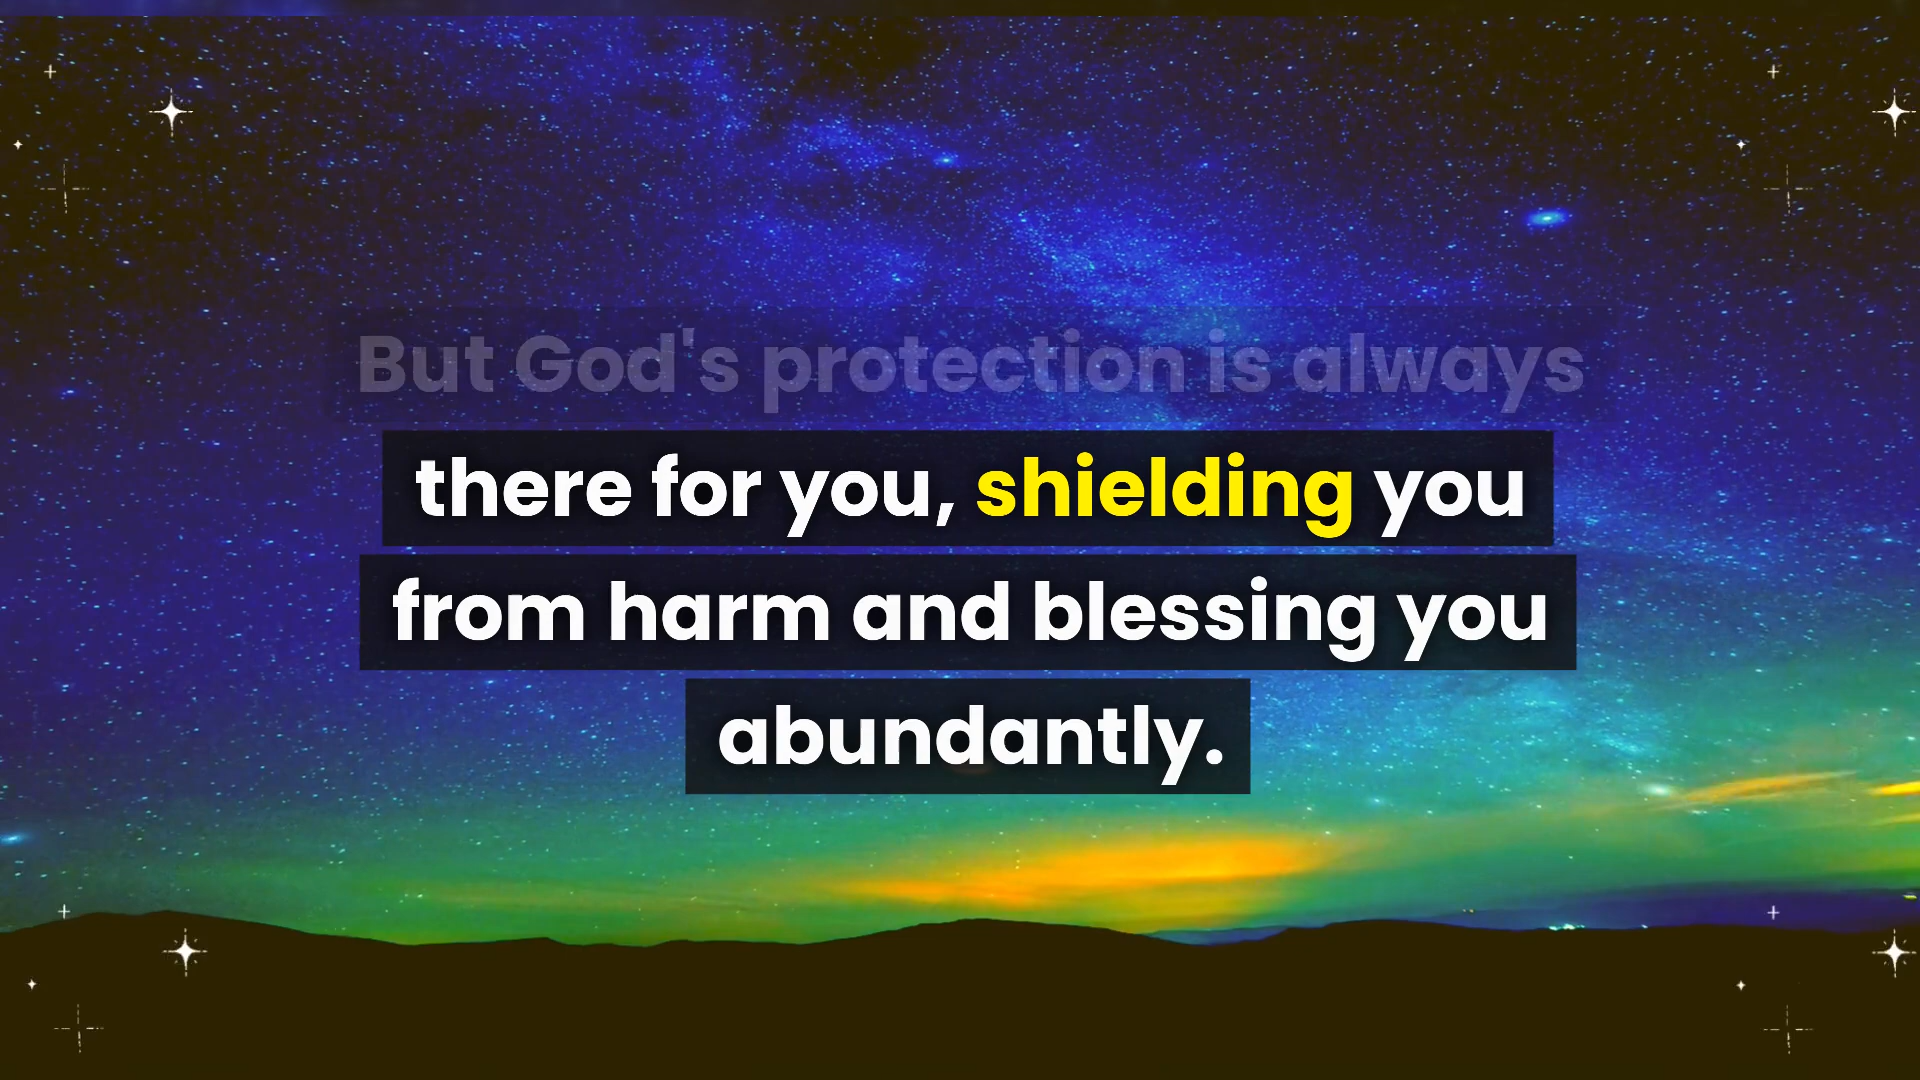 But God's protection is always
there for you, shielding you
from harm and blessing you
abundantly.